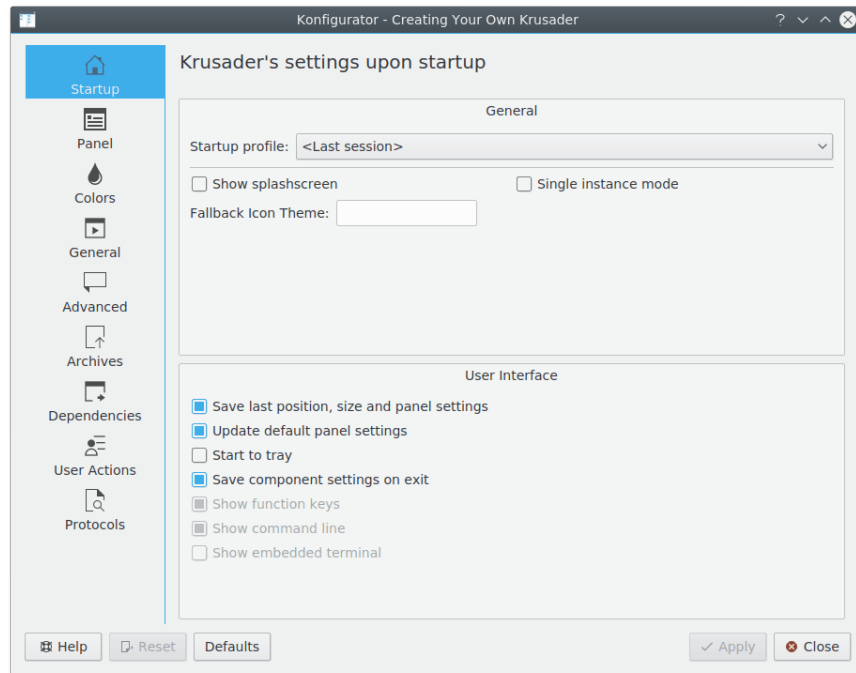 Konfigurator - Creating Your Own Krusader
Startup
Panel
Colors
General
Advanced
Archives
Dependencies
User Actions
Protocols
Krusader's settings upon startup
General
Startup profile: <Last session>
Show splashscreen
Single instance mode
Fallback Icon Theme:
User Interface
Save last position, size and panel settings
Update default panel settings
Start to tray
Save component settings on exit
Show function keys
Show command line
Show embedded terminal
Help
Reset
Defaults
Apply
Close